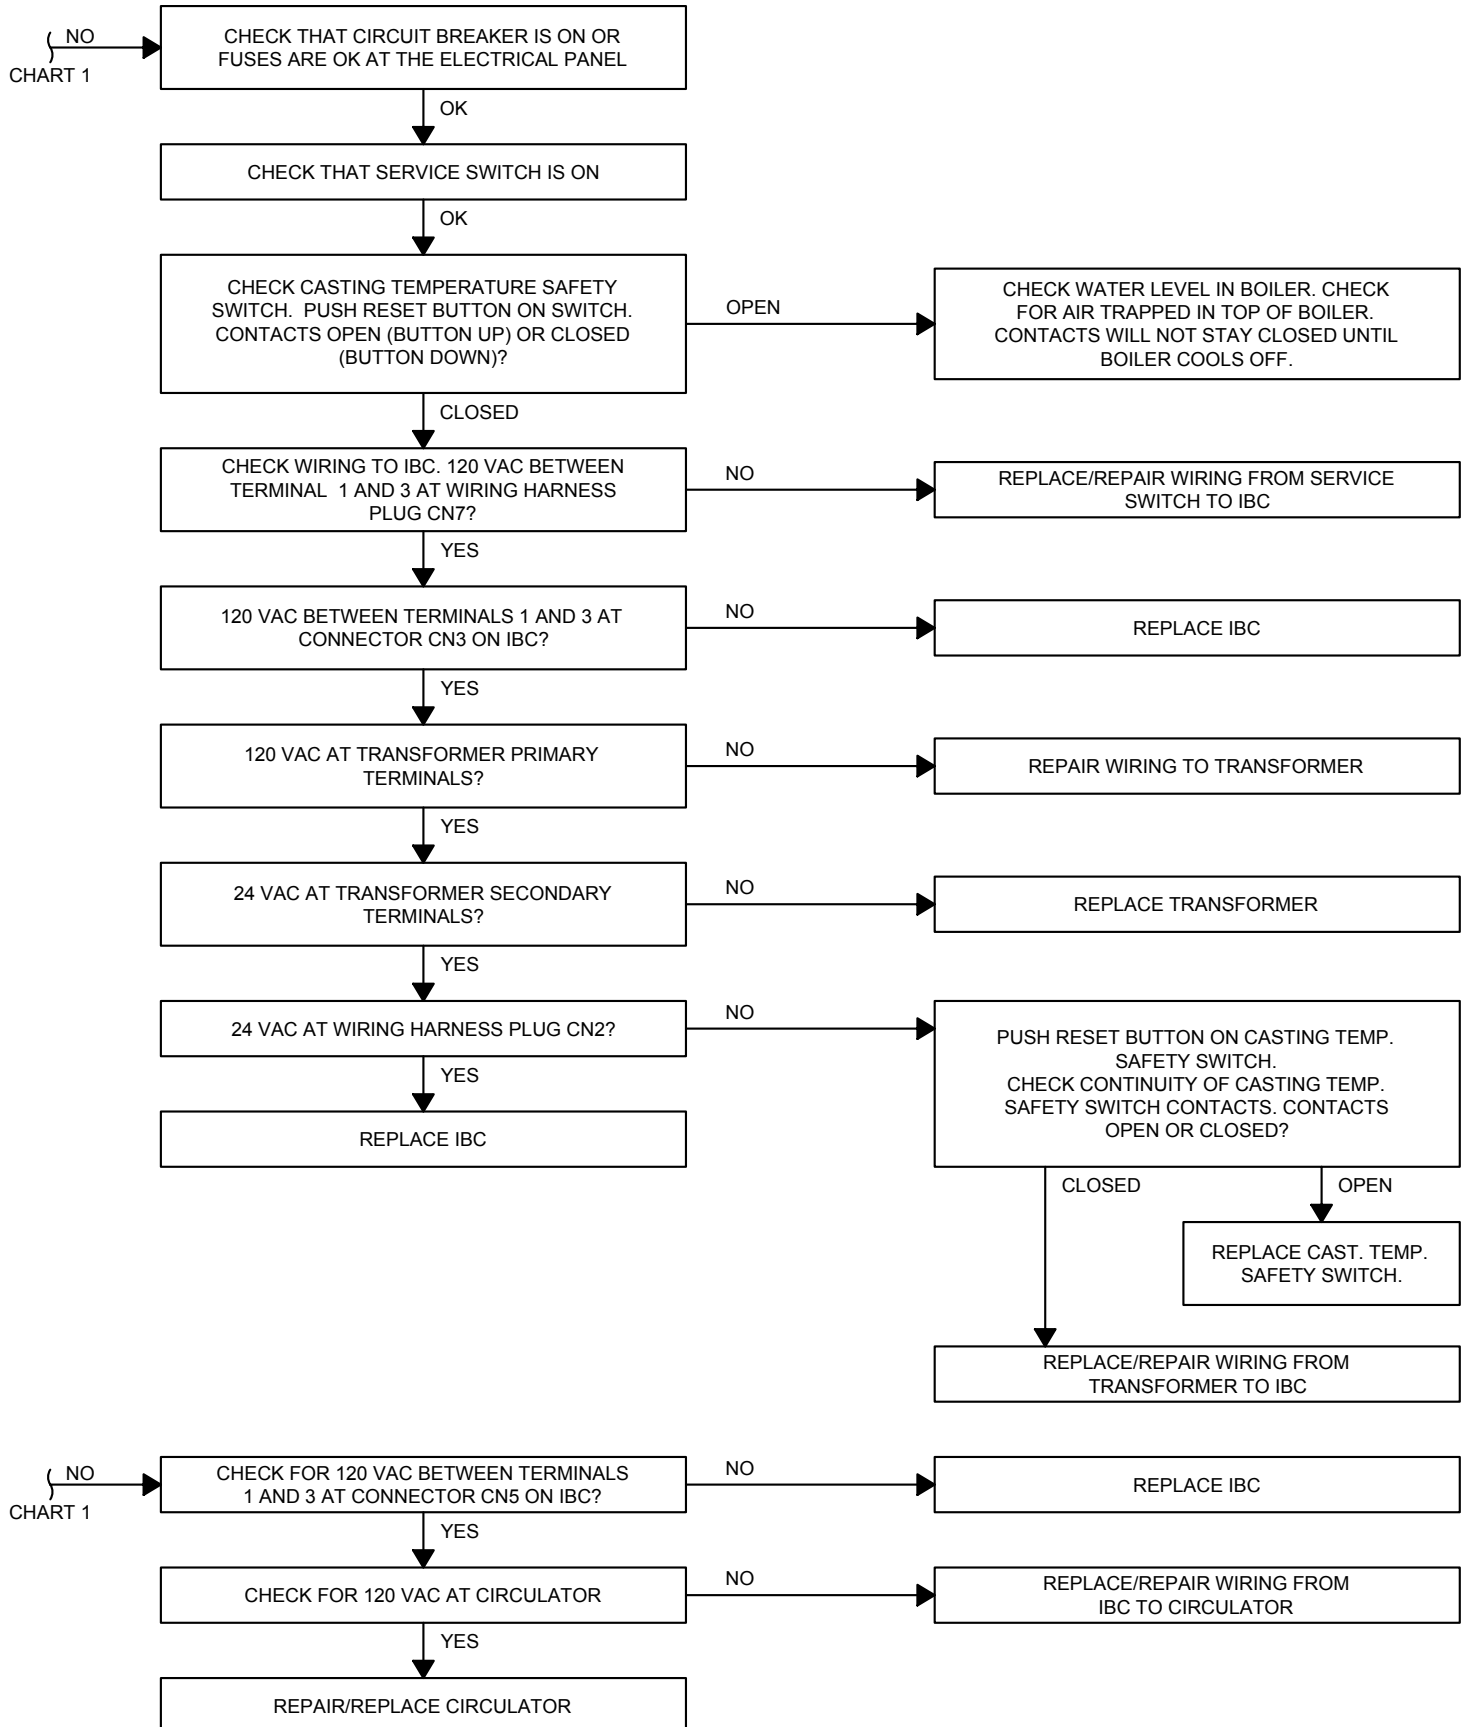 NO
CHART 1
CHECK THAT CIRCUIT BREAKER IS ON OR
FUSES ARE OK AT THE ELECTRICAL PANEL
OK
CHECK THAT SERVICE SWITCH IS ON
OK
CHECK CASTING TEMPERATURE SAFETY
SWITCH.  PUSH RESET BUTTON ON SWITCH.
CONTACTS OPEN (BUTTON UP) OR CLOSED
(BUTTON DOWN)?
OPEN
CHECK WATER LEVEL IN BOILER. CHECK
FOR AIR TRAPPED IN TOP OF BOILER.
CONTACTS WILL NOT STAY CLOSED UNTIL
BOILER COOLS OFF.
CLOSED
CHECK WIRING TO IBC. 120 VAC BETWEEN
TERMINAL  1 AND 3 AT WIRING HARNESS
PLUG CN7?
NO
REPLACE/REPAIR WIRING FROM SERVICE
SWITCH TO IBC
YES
120 VAC BETWEEN TERMINALS 1 AND 3 AT
CONNECTOR CN3 ON IBC?
NO
REPLACE IBC
YES
120 VAC AT TRANSFORMER PRIMARY
TERMINALS?
NO
REPAIR WIRING TO TRANSFORMER
YES
24 VAC AT TRANSFORMER SECONDARY
TERMINALS?
NO
REPLACE TRANSFORMER
YES
24 VAC AT WIRING HARNESS PLUG CN2?
NO
PUSH RESET BUTTON ON CASTING TEMP.
SAFETY SWITCH.
CHECK CONTINUITY OF CASTING TEMP.
SAFETY SWITCH CONTACTS. CONTACTS
OPEN OR CLOSED?
YES
REPLACE IBC
CLOSED
OPEN
REPLACE CAST. TEMP.
SAFETY SWITCH.
REPLACE/REPAIR WIRING FROM
TRANSFORMER TO IBC
NO
CHART 1
CHECK FOR 120 VAC BETWEEN TERMINALS
1 AND 3 AT CONNECTOR CN5 ON IBC?
NO
REPLACE IBC
YES
CHECK FOR 120 VAC AT CIRCULATOR
NO
REPLACE/REPAIR WIRING FROM
IBC TO CIRCULATOR
YES
REPAIR/REPLACE CIRCULATOR